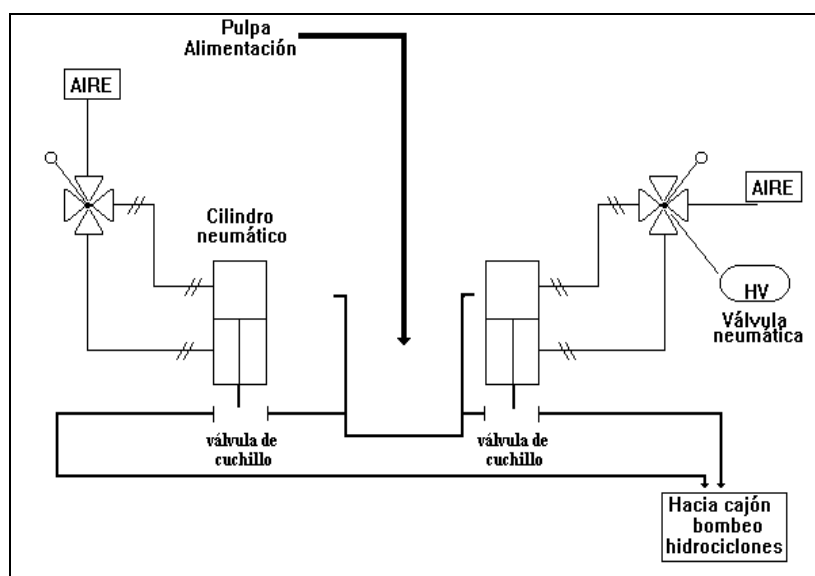 Pulpa
Alimentación
AIRE
AIRE
Cilindro
neumático
HV
Válvula
neumática
válvula de
cuchillo
válvula de
cuchillo
Hacia cajón
bombeo
hidrociclones